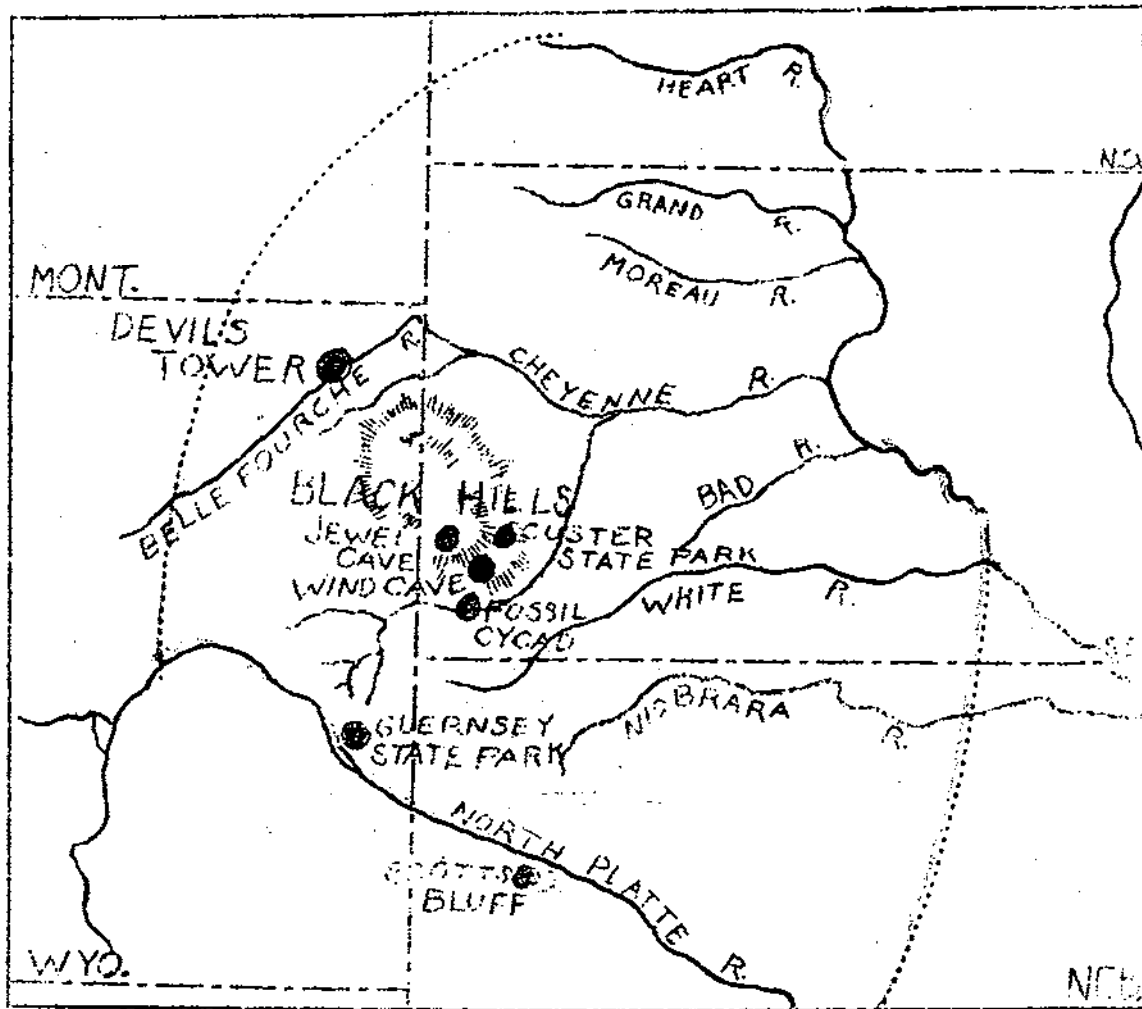 HEART R.
N.D.
GRAND R.
MOREAU R.
MONT.
DEVILS
TOWER
BELLE FOURCHE R.
CHEYENNE R.
BLACK HILLS
BAD R.
JEWEL
CAVE
CUSTER
STATE PARK
WIND CAVE
WHITE R.
FOSSIL
CYCAD
NIOBRARA R.
GUERNSEY
STATE PARK
NORTH PLATTE R.
SCOTTS
BLUFF
WYO.
NEB